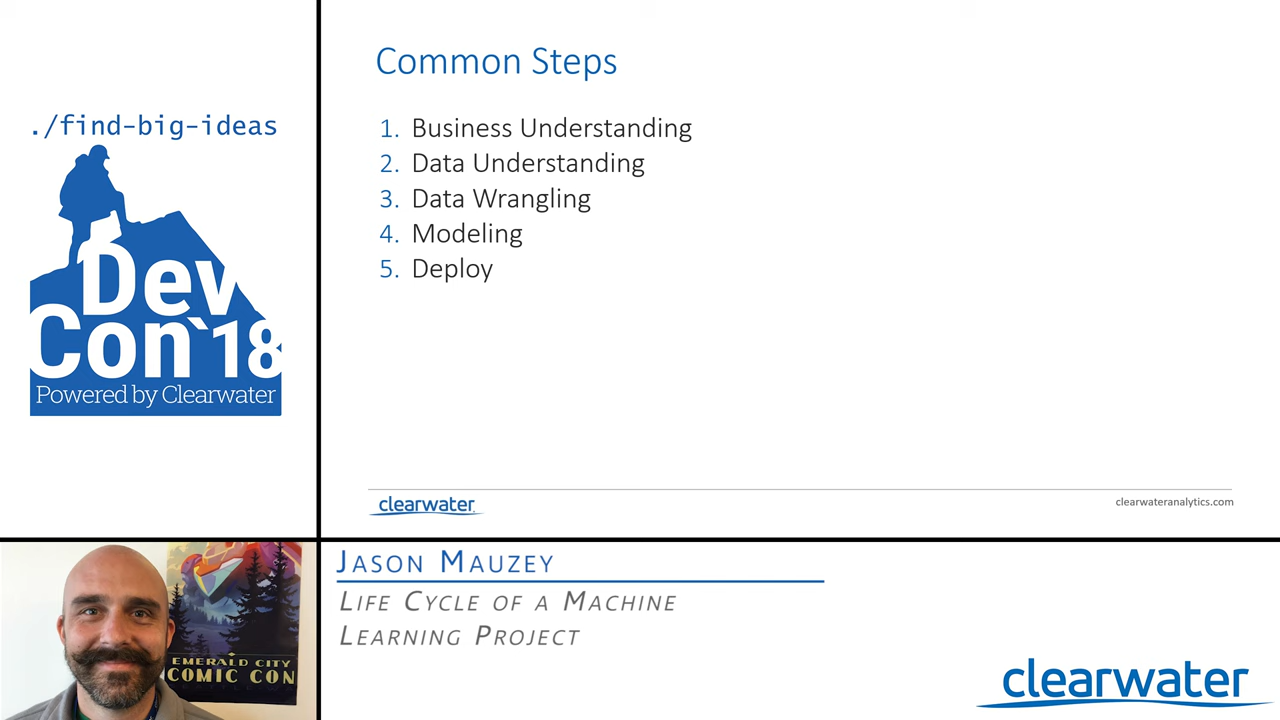 ./find-big-ideas
Dev
Con`18
Powered by Clearwater
Common Steps
1. Business Understanding
2. Data Understanding
3. Data Wrangling
4. Modeling
5. Deploy
clearwater
clearwateranalytics.com
EMERALD CITY
COMIC CON
Jason Mauzey
Life Cycle of a Machine
Learning Project
clearwater